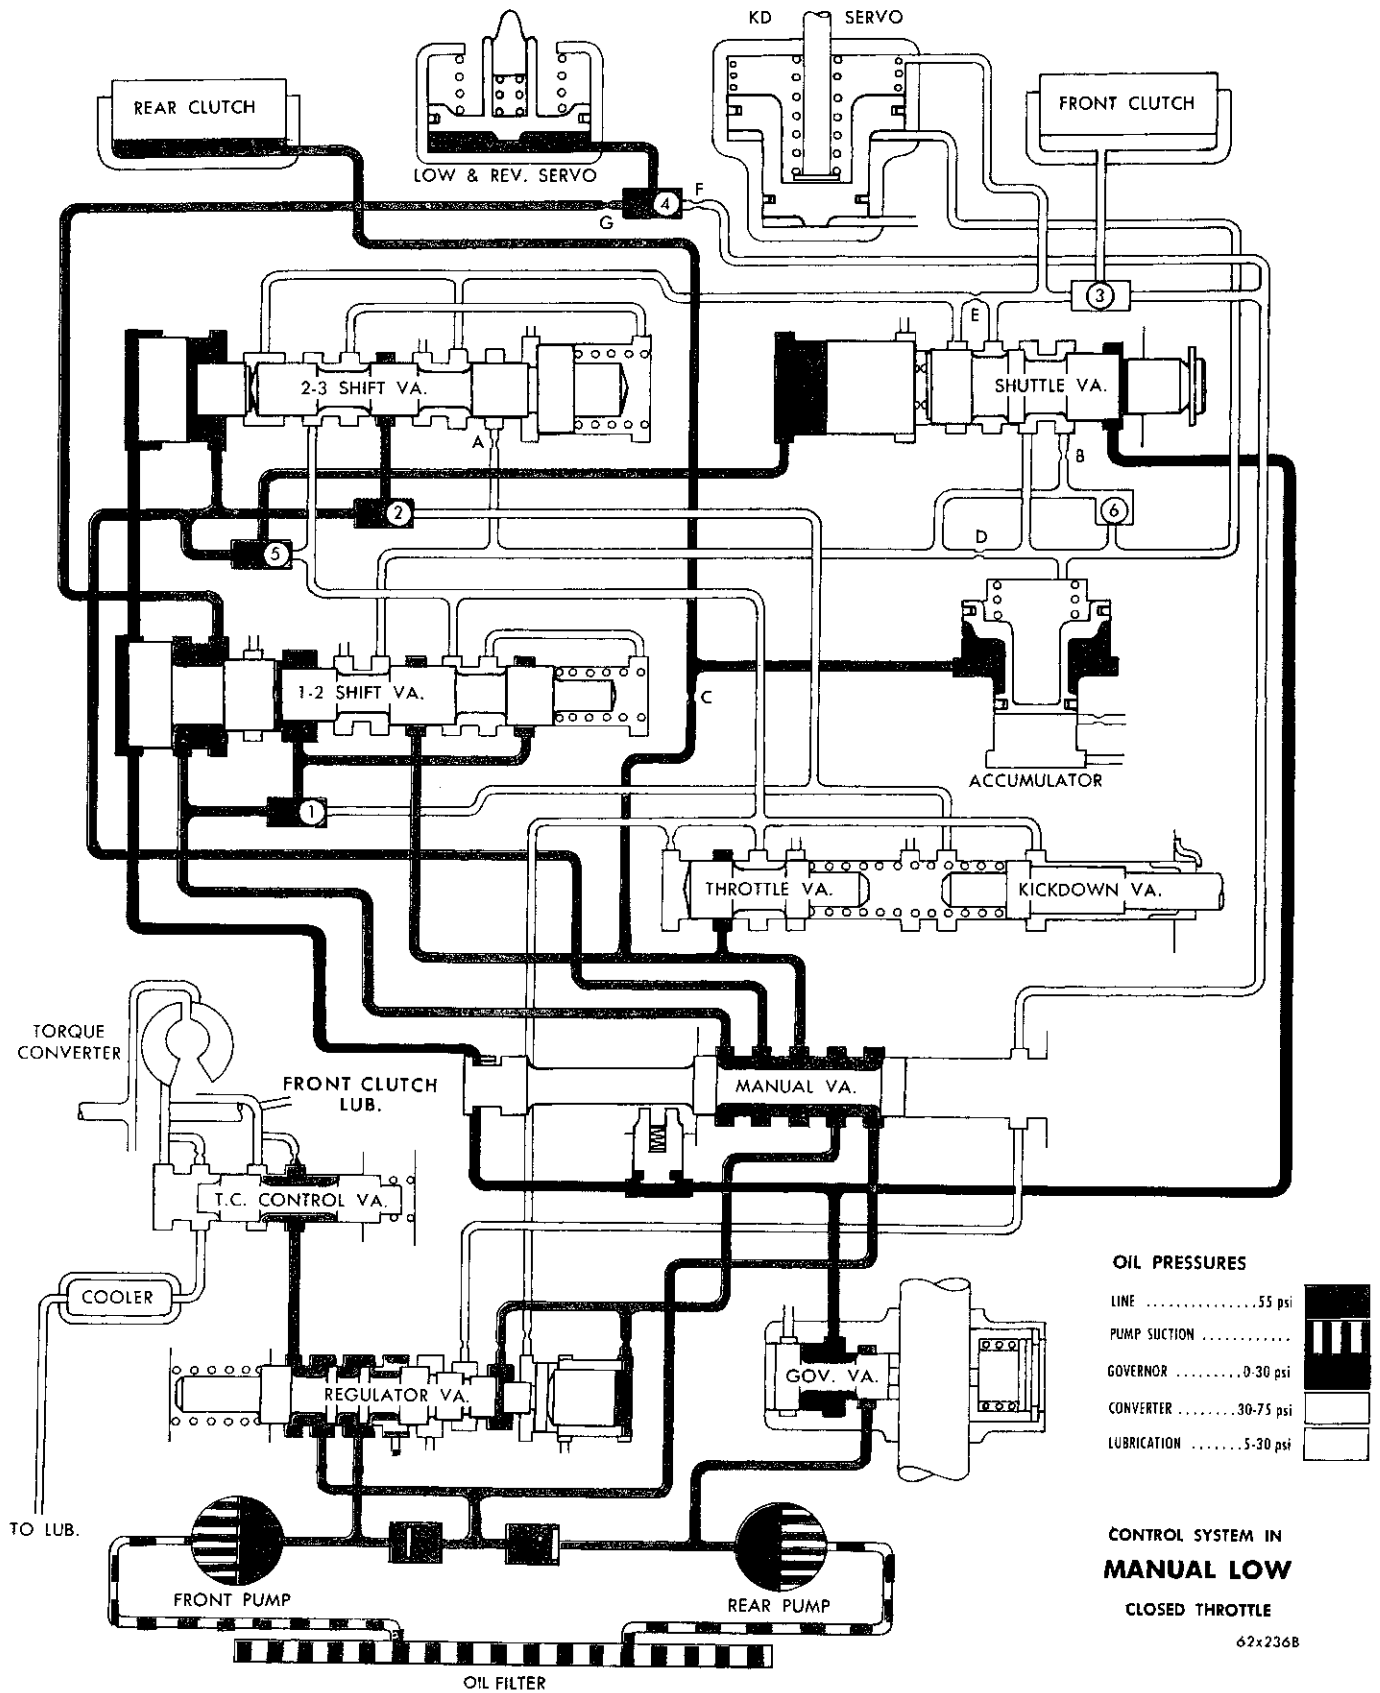 KD SERVO
REAR CLUTCH
FRONT CLUTCH
LOW & REV. SERVO
4
F
G
3
E
2-3 SHIFT VA.
SHUTTLE VA.
A
B
2
6
5
D
1-2 SHIFT VA.
C
ACCUMULATOR
1
THROTTLE VA.
KICKDOWN VA.
TORQUE
CONVERTER
FRONT CLUTCH
LUB.
MANUAL VA.
T.C. CONTROL VA.
COOLER
OIL PRESSURES
LINE ...............55 psi
PUMP SUCTION ............
GOVERNOR .........0-30 psi
CONVERTER ........30-75 psi
LUBRICATION .......5-30 psi
GOV. VA.
REGULATOR VA.
TO LUB.
FRONT PUMP
REAR PUMP
OIL FILTER
CONTROL SYSTEM IN
MANUAL LOW
CLOSED THROTTLE
62x236B